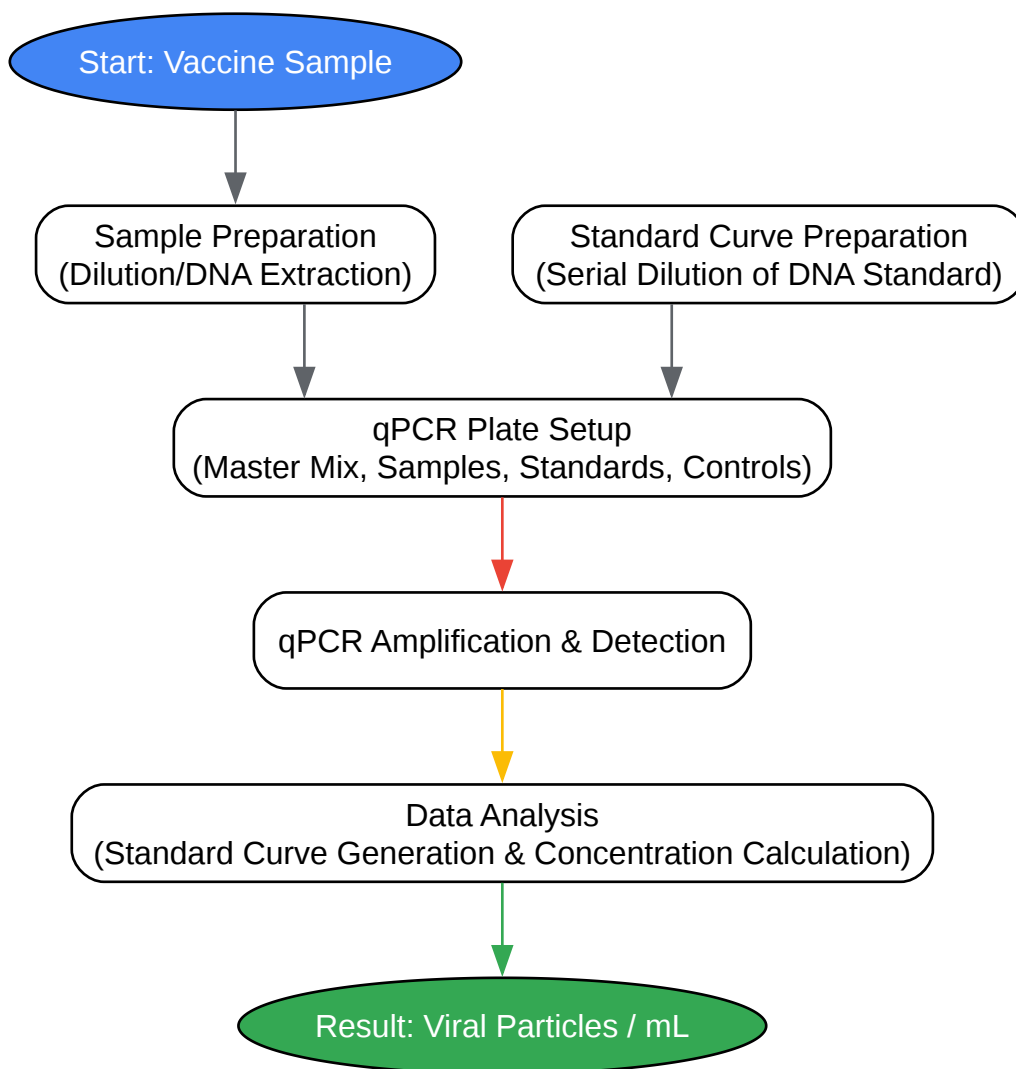 Start: Vaccine Sample
Sample Preparation
(Dilution/DNA Extraction)
Standard Curve Preparation
(Serial Dilution of DNA Standard)
qPCR Plate Setup
(Master Mix, Samples, Standards, Controls)
qPCR Amplification & Detection
Data Analysis
(Standard Curve Generation & Concentration Calculation)
Result: Viral Particles / mL